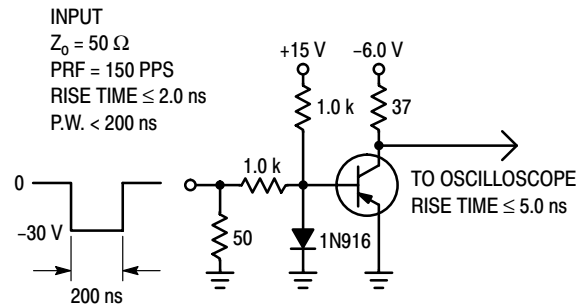 INPUT
Zo = 50 Ω
PRF = 150 PPS
RISE TIME ≤ 2.0 ns
P.W. < 200 ns
+15 V
−6.0 V
1.0 k
37
1.0 k
0
−30 V
50
1N916
200 ns
TO OSCILLOSCOPE
RISE TIME ≤ 5.0 ns